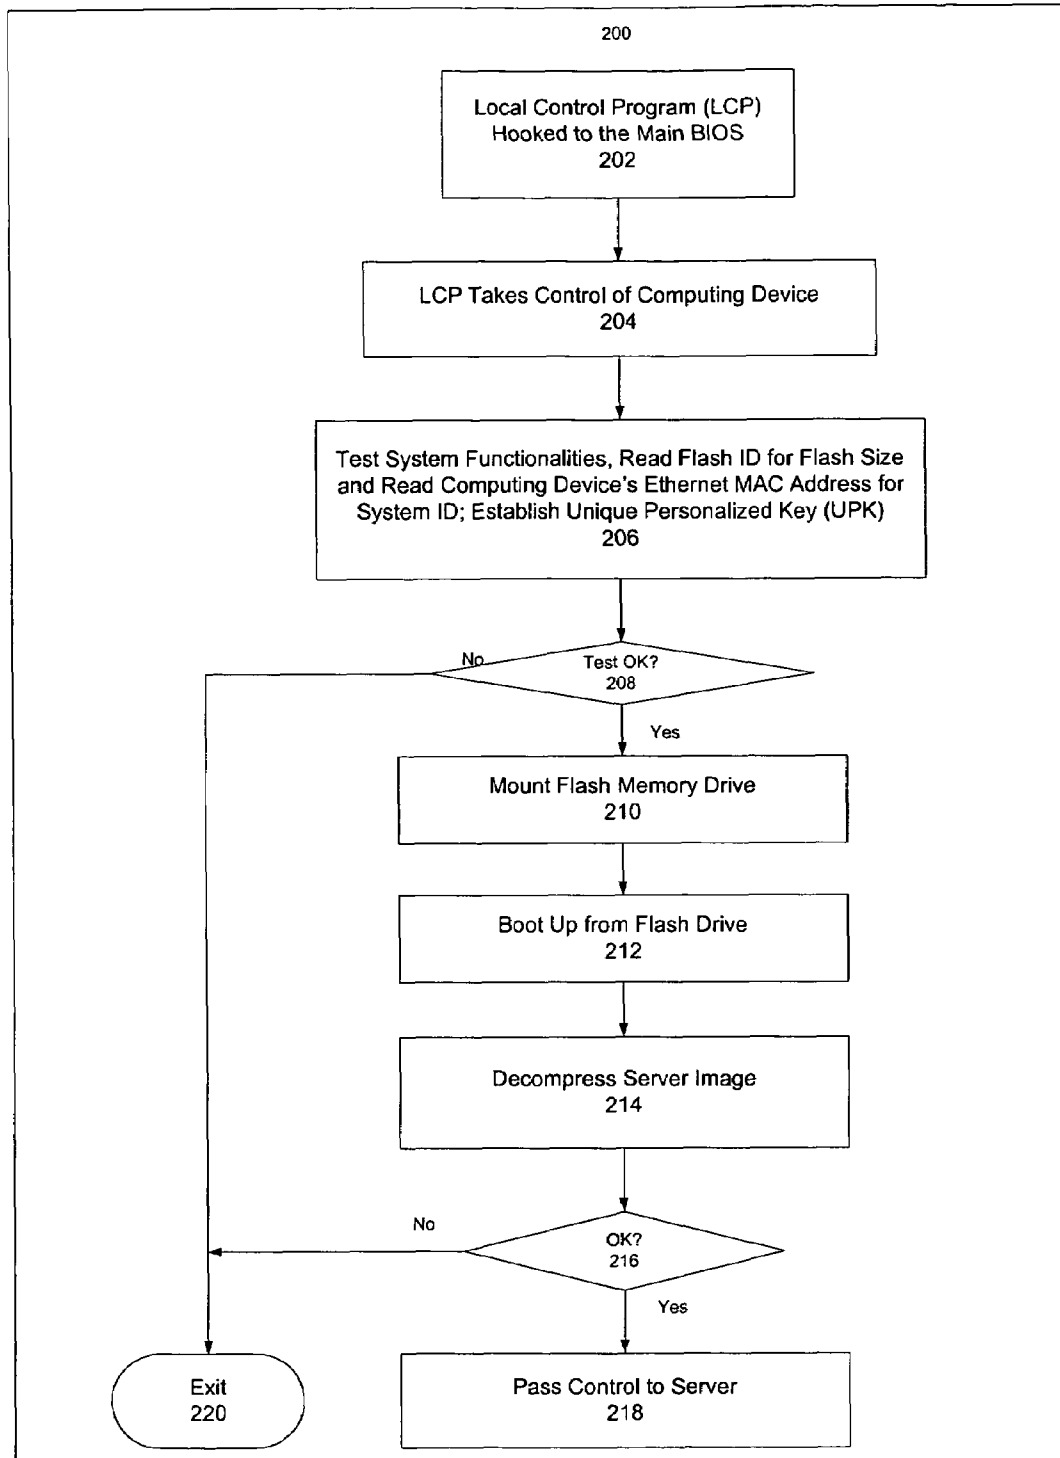 200
Local Control Program (LCP)
Hooked to the Main BIOS
202
LCP Takes Control of Computing Device
204
Test System Functionalities, Read Flash ID for Flash Size
and Read Computing Device's Ethernet MAC Address for
System ID; Establish Unique Personalized Key (UPK)
206
No
Test OK?
208
Yes
Mount Flash Memory Drive
210
Boot Up from Flash Drive
212
Decompress Server Image
214
No
OK?
216
Yes
Exit
220
Pass Control to Server
218